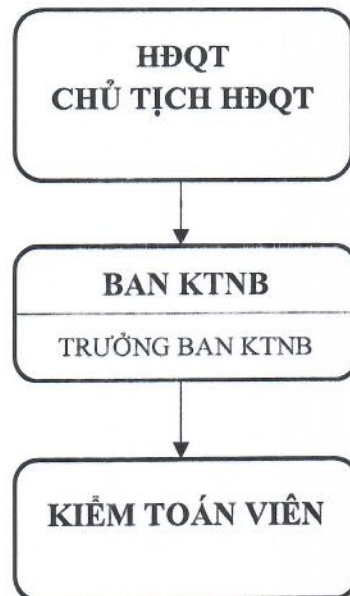 HĐQT
CHỦ TỊCH HĐQT
BAN KTNB
TRƯỞNG BAN KTNB
KIỂM TOÁN VIÊN